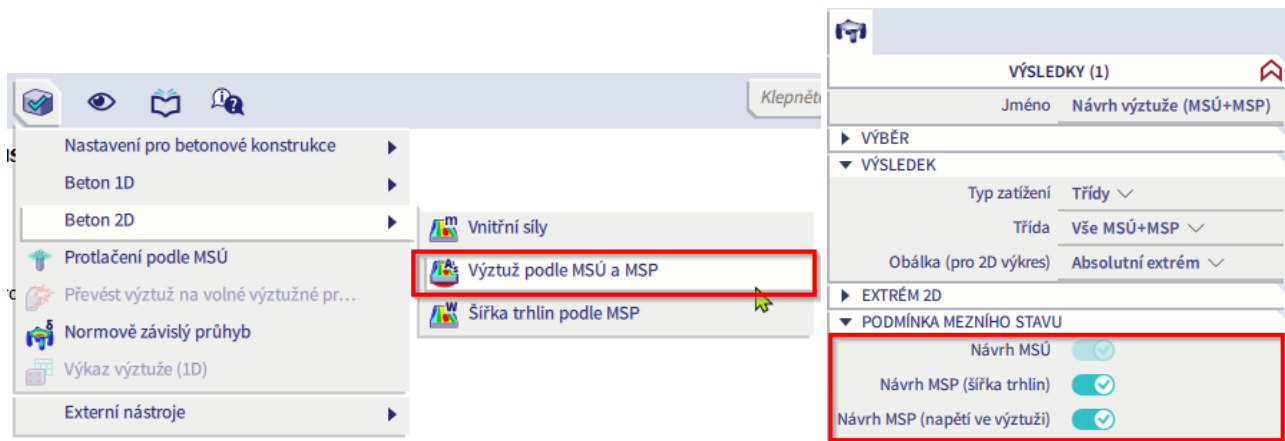 Klepněte
Nastavení pro betonové konstrukce
Beton 1D
Beton 2D
Protlačení podle MSÚ
Převést výztuž na volné výztužné pr...
Normově závislý průhyb
Výkaz výztuže (1D)
Externí nástroje
Vnitřní síly
Výztuž podle MSÚ a MSP
Šířka trhlin podle MSP
VÝSLEDKY (1)
Jméno Návrh výztuže (MSÚ+MSP)
VÝBĚR
VÝSLEDEK
Typ zatížení Třídy
Třída Vše MSÚ+MSP
Obálka (pro 2D výkres) Absolutní extrém
EXTRÉM 2D
PODMÍNKA MEZNÍHO STAVU
Návrh MSÚ
Návrh MSP (šířka trhlin)
Návrh MSP (napětí ve výztuži)